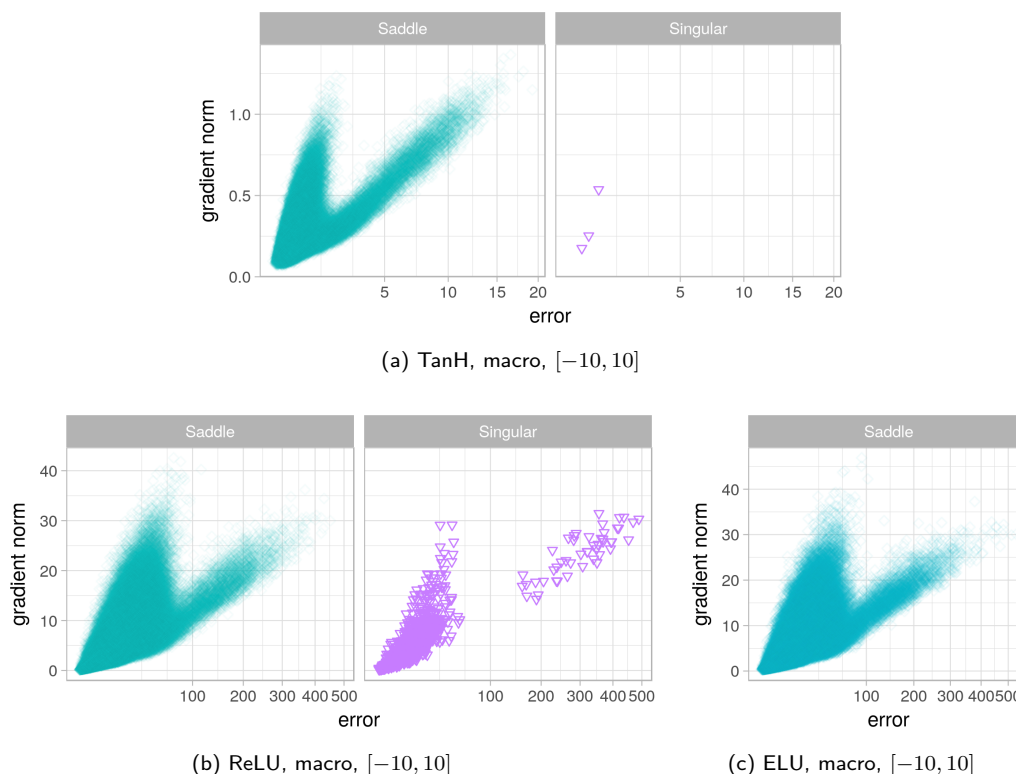 Saddle Singular
gradient norm
1.0
0.5
0.0
5 10 15 20 5 10 15 20
error
(a) TanH, macro, [−10, 10]
Saddle Singular Saddle
gradient norm
40
30
20
10
0
100 200 300 400 500 100 200 300 400 500
error
(b) ReLU, macro, [−10, 10]
gradient norm
40
30
20
10
0
100 200 300 400 500
error
(c) ELU, macro, [−10, 10]